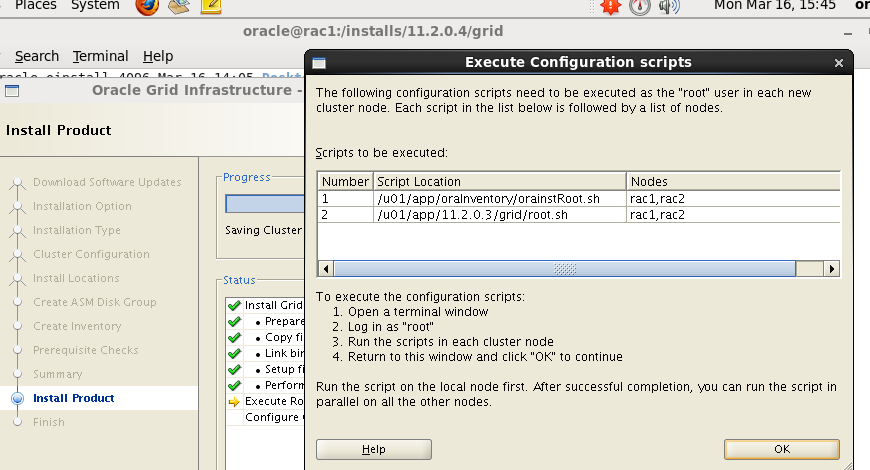 Places System Mon Mar 16, 15:45 or
oracle@rac1:/installs/11.2.0.4/grid
Search Terminal Help
Oracle Grid Infrastructure -
Install Product
Download Software Updates
Installation Option
Installation Type
Cluster Configuration
Install Locations
Create ASM Disk Group
Create Inventory
Prerequisite Checks
Summary
Install Product
Finish
Progress
Saving Cluster
Status
Install Grid
• Prepare
• Copy fi
• Link bin
• Setup fi
• Perform
Execute Ro
Configure
Execute Configuration scripts
The following configuration scripts need to be executed as the "root" user in each new
cluster node. Each script in the list below is followed by a list of nodes.
Scripts to be executed:
Number Script Location Nodes
1 /u01/app/oraInventory/orainstRoot.sh rac1,rac2
2 /u01/app/11.2.0.3/grid/root.sh rac1,rac2
To execute the configuration scripts:
1. Open a terminal window
2. Log in as "root"
3. Run the scripts in each cluster node
4. Return to this window and click "OK" to continue
Run the script on the local node first. After successful completion, you can run the script in
parallel on all the other nodes.
Help OK